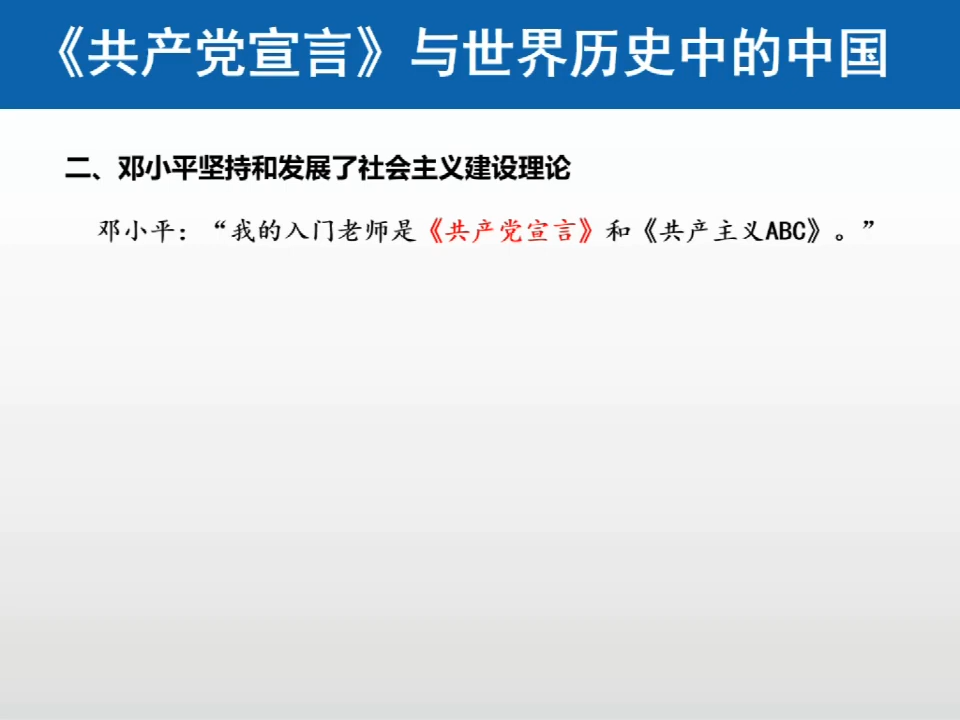 《共产党宣言》与世界历史中的中国
二、邓小平坚持和发展了社会主义建设理论
邓小平：“我的入门老师是《共产党宣言》和《共产主义ABC》。”